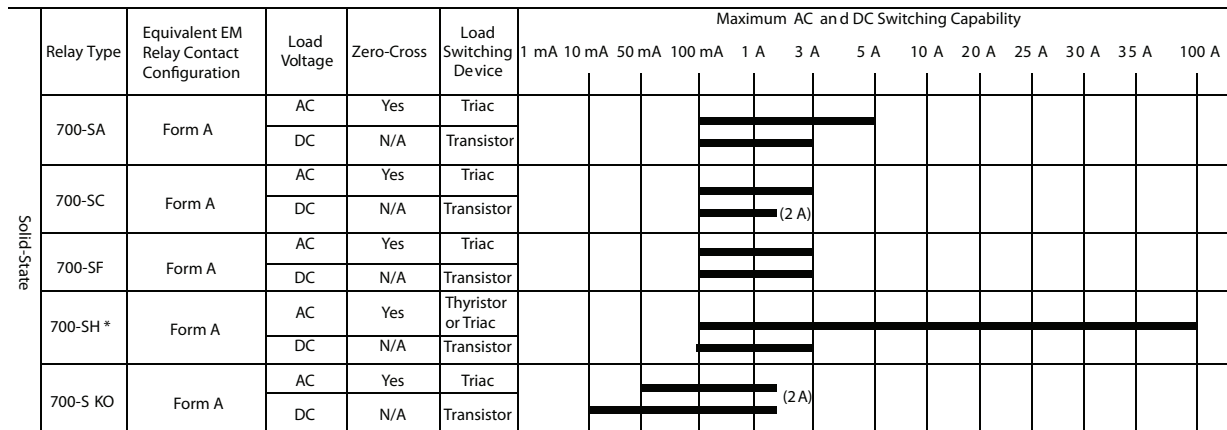 Maximum AC and DC Switching Capability
Relay Type
Equivalent EM
Relay Contact
Configuration
Load
Voltage
Zero-Cross
Load
Switching
Device
1 mA 10 mA 50 mA 100 mA 1 A 3 A 5 A 10 A 20 A 25 A 30 A 35 A 100 A
Solid-State
700-SA
Form A
AC Yes Triac
DC N/A Transistor
700-SC
Form A
AC Yes Triac
DC N/A Transistor
(2 A)
700-SF
Form A
AC Yes Triac
DC N/A Transistor
700-SH *
Form A
AC Yes Thyristor
or Triac
DC N/A Transistor
700-S KO
Form A
AC Yes Triac
(2 A)
DC N/A Transistor